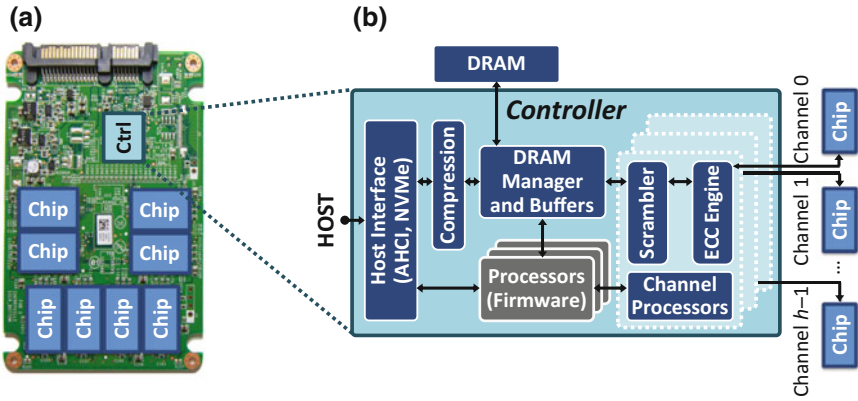 (a)
Ctrl
Chip
Chip
Chip
Chip
Chip
Chip
Chip
Chip
(b)
DRAM
Controller
HOST
Host Interface
(AHCI, NVMe)
Compression
DRAM
Manager
and Buffers
Processors
(Firmware)
Scrambler
ECC Engine
Channel
Processors
Channel 0
Chip
Channel 1
Chip
...
Channel h–1
Chip